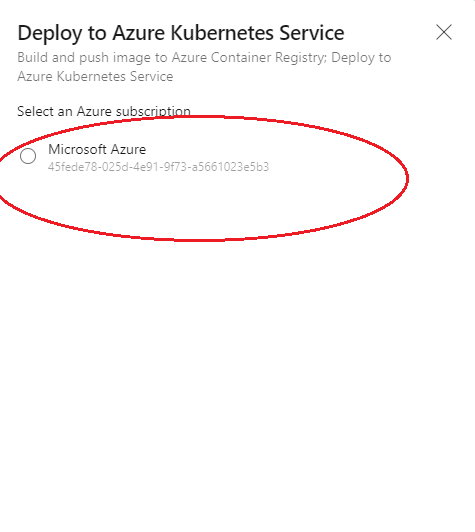 Deploy to Azure Kubernetes Service
Build and push image to Azure Container Registry; Deploy to
Azure Kubernetes Service
Select an Azure subscription
Microsoft Azure
45fede78-025d-4e91-9f73-a5661023e5b3